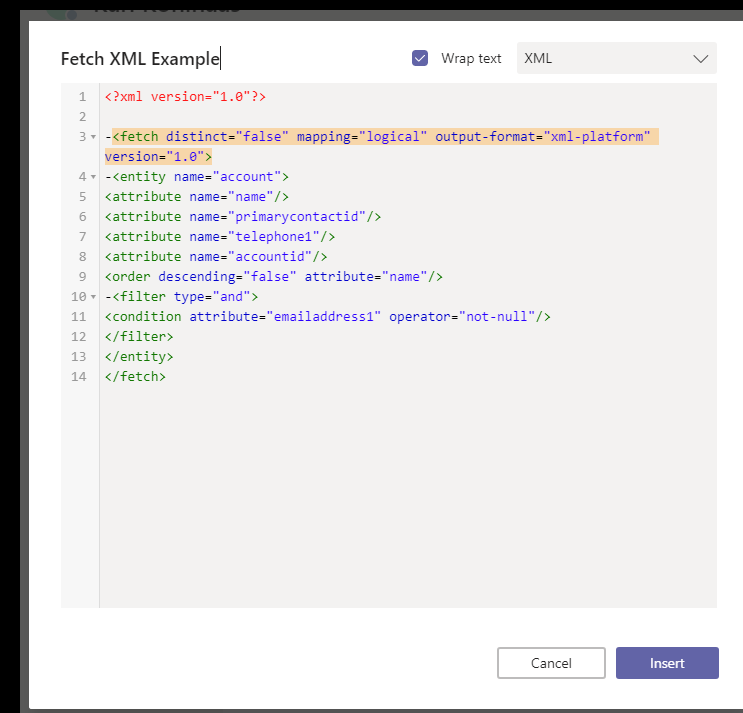 Fetch XML Example
Wrap text
XML
1 <?xml version="1.0"?>
2
3 -<fetch distinct="false" mapping="logical" output-format="xml-platform"
version="1.0">
4 -<entity name="account">
5 <attribute name="name"/>
6 <attribute name="primarycontactid"/>
7 <attribute name="telephone1"/>
8 <attribute name="accountid"/>
9 <order descending="false" attribute="name"/>
10 -<filter type="and">
11 <condition attribute="emailaddress1" operator="not-null"/>
12 </filter>
13 </entity>
14 </fetch>
Cancel
Insert